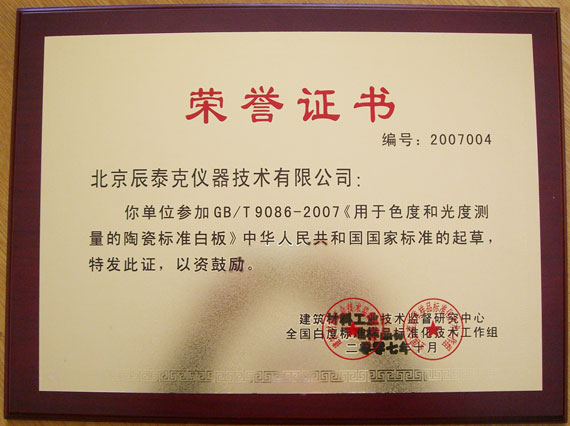 荣誉证书
编号：2007004
北京辰泰克仪器技术有限公司：
你单位参加GB/T9086-2007《用于色度和光度测
量的陶瓷标准白板》中华人民共和国国家标准的起草，
特发此证，以资鼓励。
建筑材料工业技术监督研究中心
全国白度标准样品标准化技术工作组
二〇〇七年十月